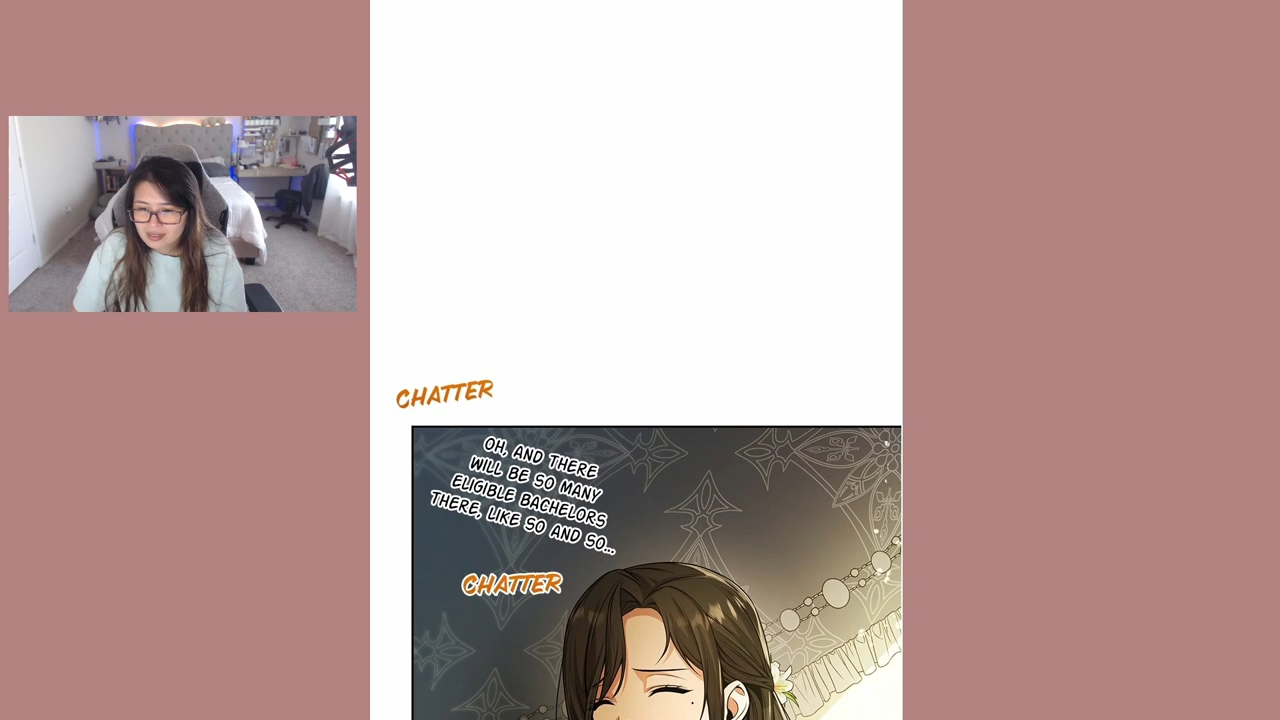 CHATTER
OH, AND THERE
WILL BE SO MANY
ELIGIBLE BACHELORS
THERE, LIKE SO AND SO...
CHATTER